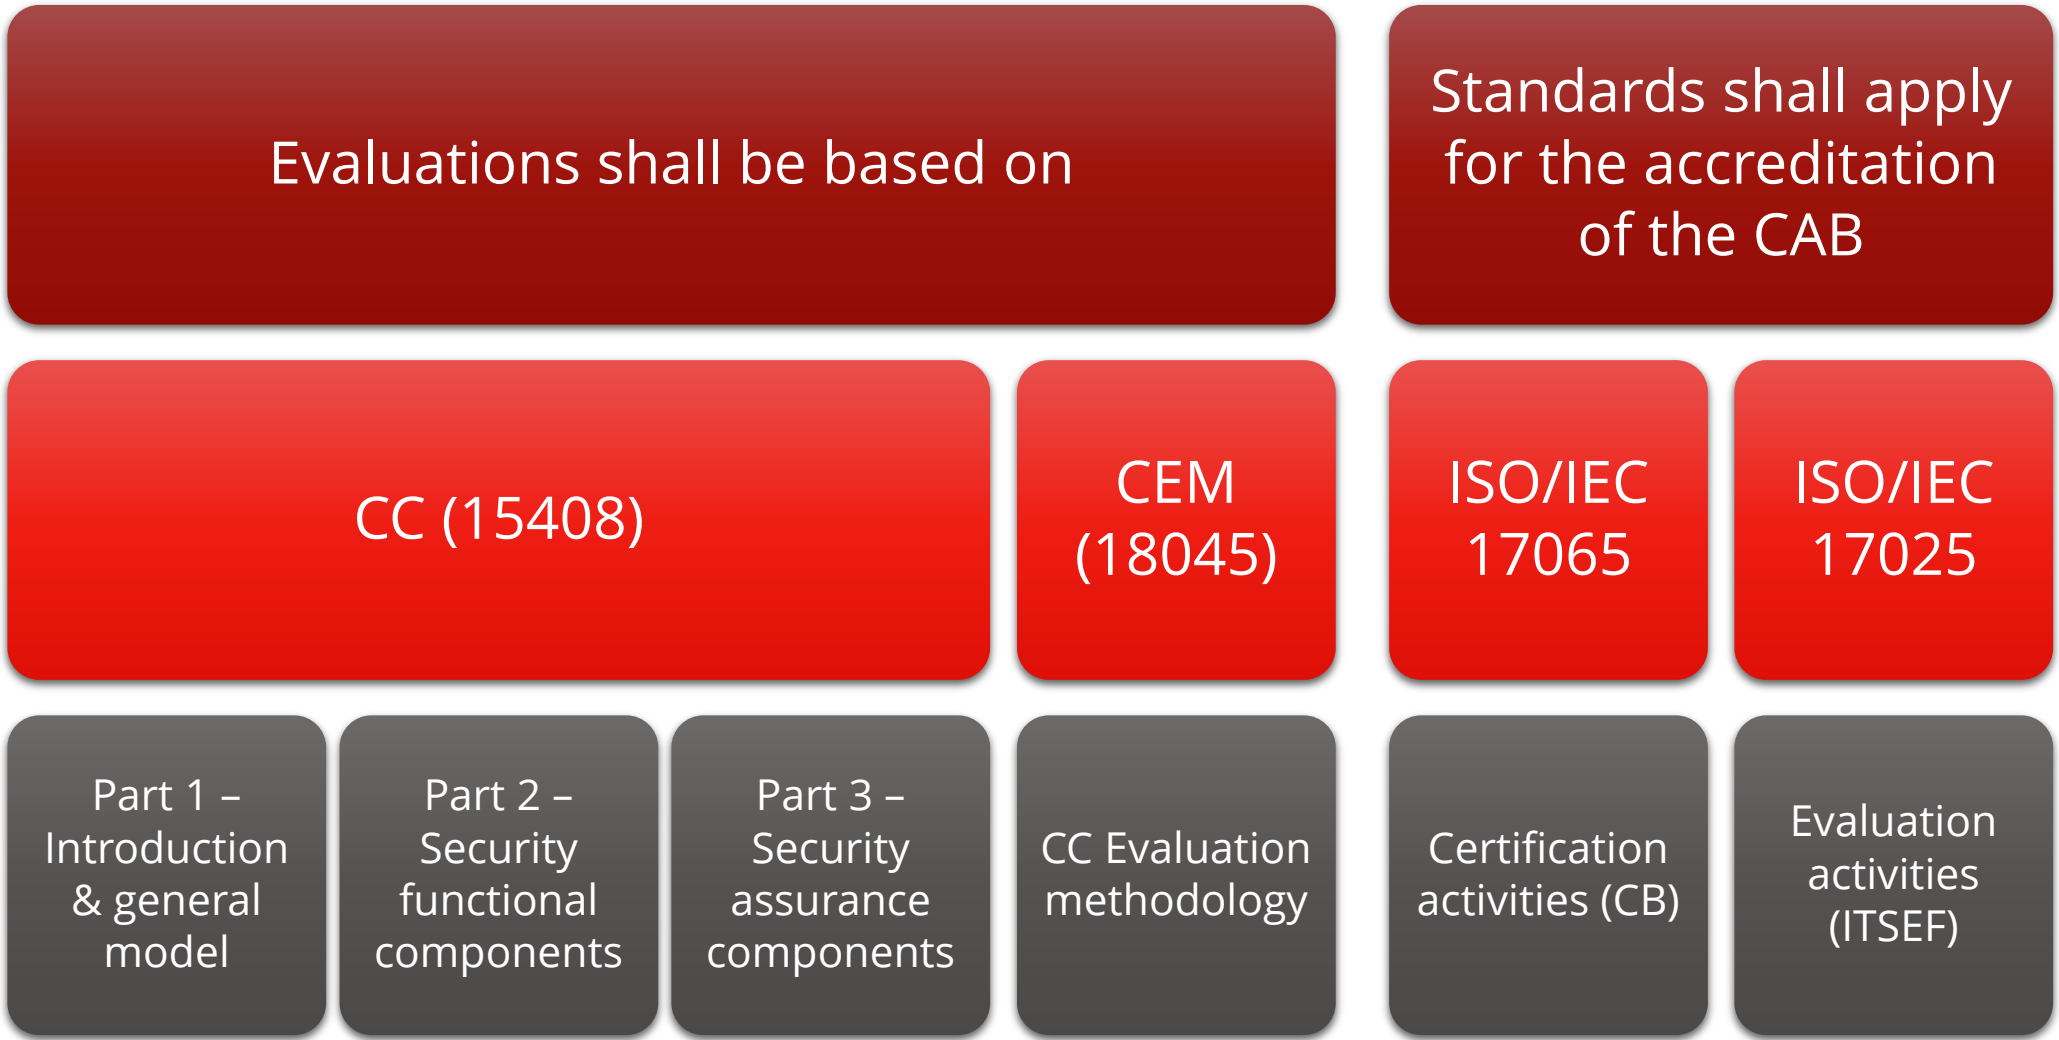 Evaluations shall be based on
Standards shall apply
for the accreditation
of the CAB
CC (15408)
CEM
(18045)
ISO/IEC
17065
ISO/IEC
17025
Part 1 –
Introduction
& general
model
Part 2 –
Security
functional
components
Part 3 –
Security
assurance
components
CC Evaluation
methodology
Certification
activities (CB)
Evaluation
activities
(ITSEF)